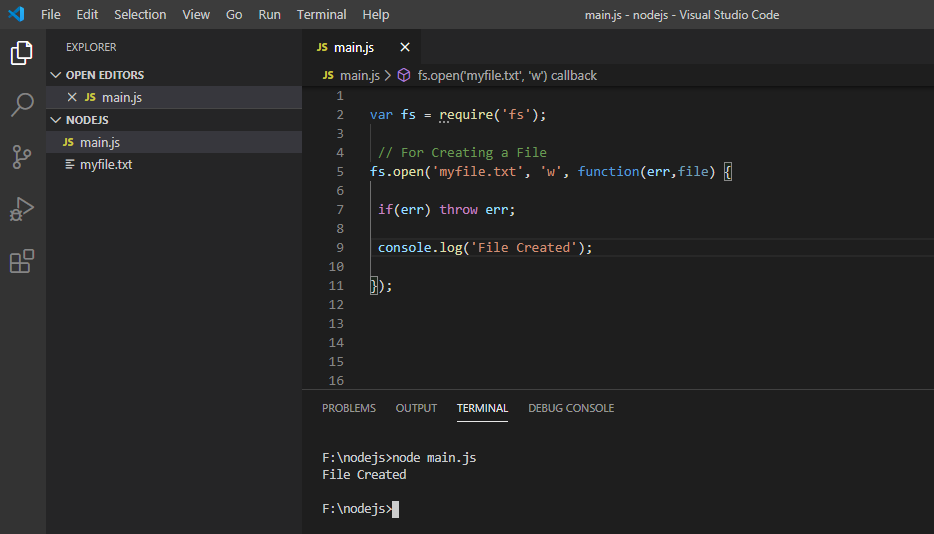 File Edit Selection View Go Run Terminal Help main.js - nodejs - Visual Studio Code
EXPLORER
OPEN EDITORS
JS main.js
NODEJS
JS main.js
myfile.txt
JS main.js
JS main.js > fs.open('myfile.txt', 'w') callback
1
2 var fs = require('fs');
3
4 // For Creating a File
5 fs.open('myfile.txt', 'w', function(err,file) {
6
7 if(err) throw err;
8
9 console.log('File Created');
10
11 });
12
13
14
15
16
PROBLEMS OUTPUT TERMINAL DEBUG CONSOLE
F:\nodejs>node main.js
File Created
F:\nodejs>